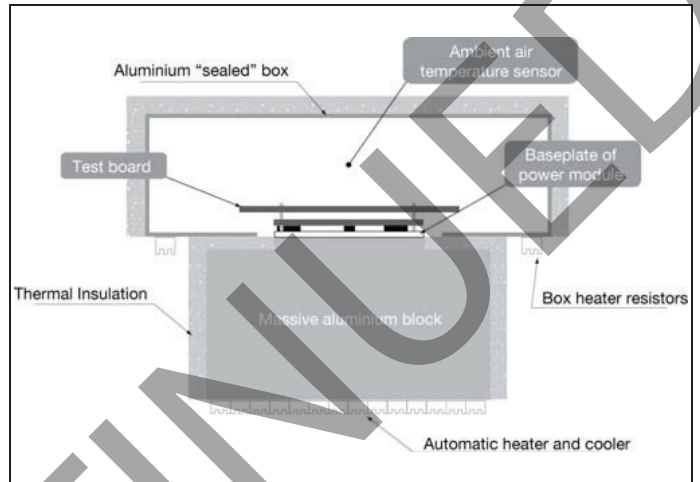 Ambient air
temperature sensor
Aluminium “sealed” box
Test board
Baseplate of
power module
Thermal Insulation
Box heater resistors
Massive aluminium block
Automatic heater and cooler
INUED